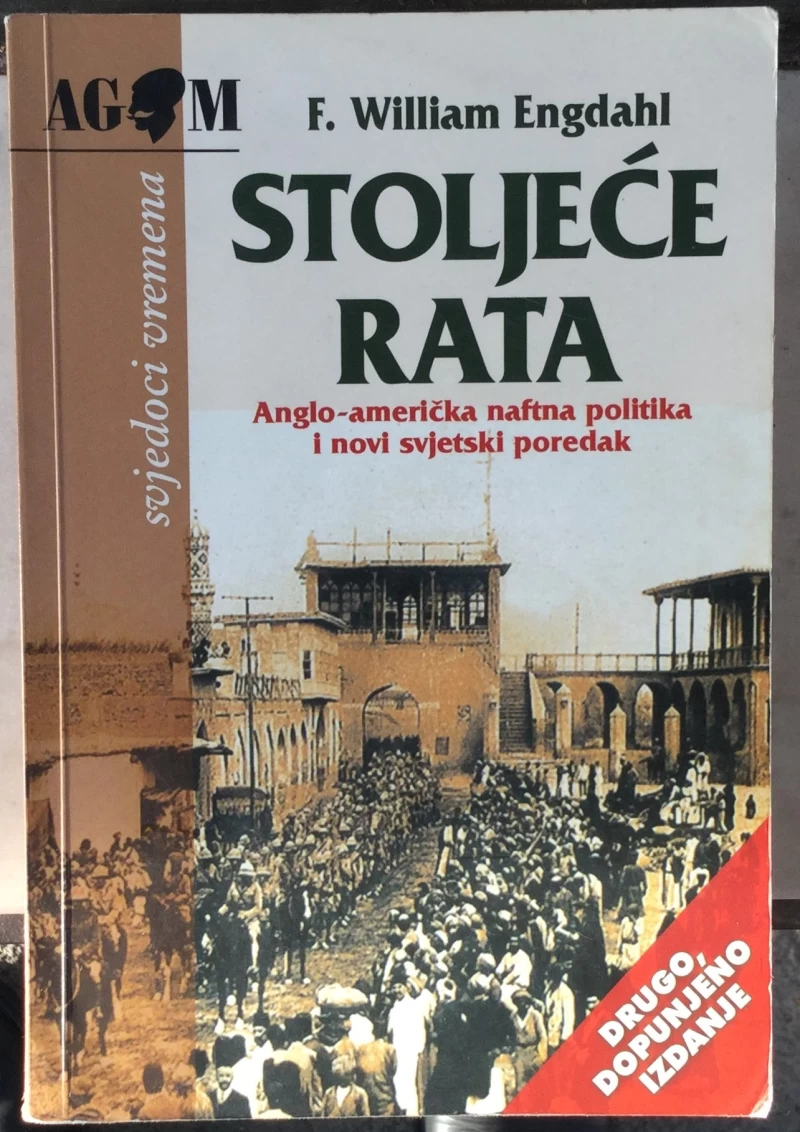 AGM
F. William Engdahl
STOLJEĆE
RATA
Anglo-američka naftna politika
i novi svjetski poredak
svjedoci vremena
DRUGO,
DOPUNJENO
IZDANJE